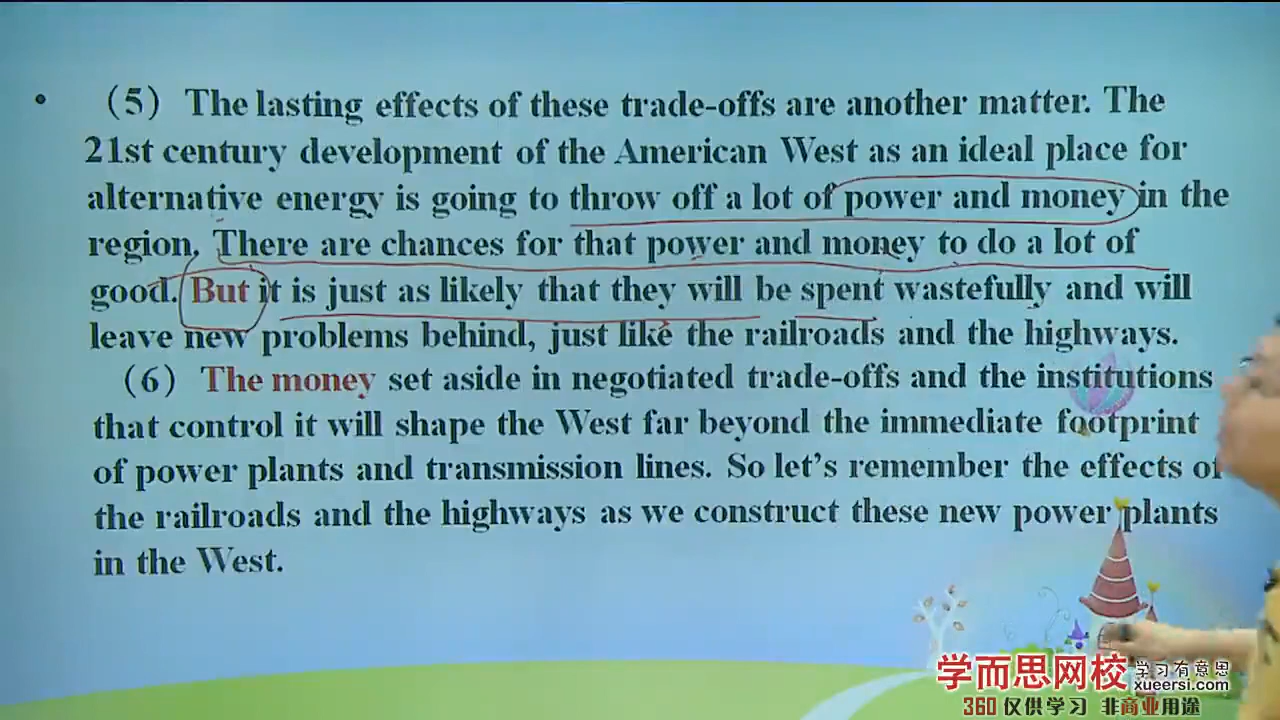 • (5) The lasting effects of these trade-offs are another matter. The
21st century development of the American West as an ideal place for
alternative energy is going to throw off a lot of power and money in the
region. There are chances for that power and money to do a lot of
good. But it is just as likely that they will be spent wastefully and will
leave new problems behind, just like the railroads and the highways.
(6) The money set aside in negotiated trade-offs and the institutions
that control it will shape the West far beyond the immediate footprint
of power plants and transmission lines. So let's remember the effects of
the railroads and the highways as we construct these new power plants
in the West.
学而思网校 学习有意思
xueersi.com
360 仅供学习 非商业用途